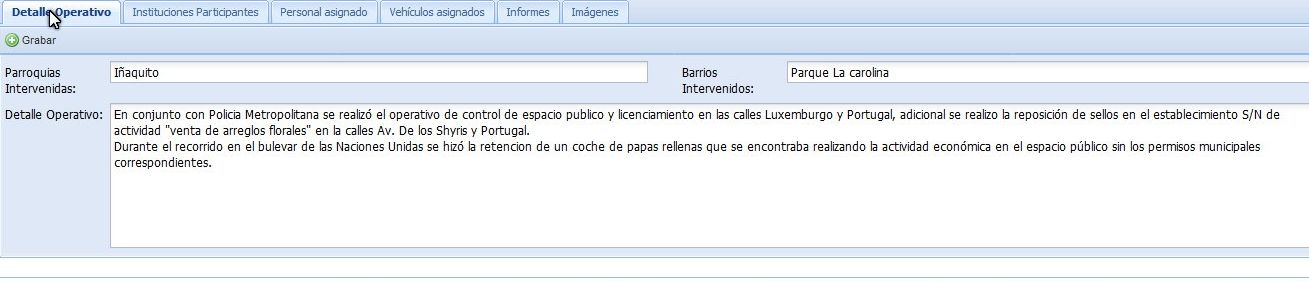 Detalle Operativo Instituciones Participantes Personal asignado Vehículos asignados Informes Imágenes
Grabar
Parroquias Intervenidas: Iñaquito Barrios Intervenidos: Parque La carolina
Detalle Operativo: En conjunto con Policia Metropolitana se realizó el operativo de control de espacio publico y licenciamiento en las calles Luxemburgo y Portugal, adicional se realizo la reposición de sellos en el establecimiento S/N de
actividad "venta de arreglos florales" en la calles Av. De los Shyris y Portugal.
Durante el recorrido en el bulevar de las Naciones Unidas se hizó la retencion de un coche de papas rellenas que se encontraba realizando la actividad económica en el espacio público sin los permisos municipales
correspondientes.